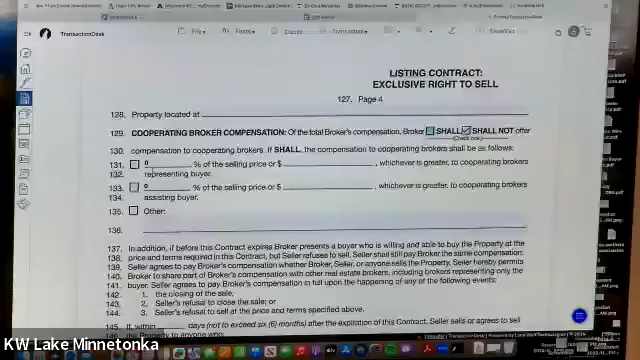 TransactionDesk
LISTING CONTRACT:
EXCLUSIVE RIGHT TO SELL
127. Page 4
128. Property located at
129. COOPERATING BROKER COMPENSATION: Of the total Broker's compensation, Broker SHALL SHALL NOT offer
(Check one.)
130. compensation to cooperating brokers. If SHALL, the compensation to cooperating brokers shall be as follows:
131. 0 % of the selling price or $ , whichever is greater, to cooperating brokers
132. representing buyer.
133. 0 % of the selling price or $ , whichever is greater, to cooperating brokers
134. assisting buyer.
135. Other:
136.
137. In addition, if before this Contract expires Broker presents a buyer who is willing and able to buy the Property at the
138. price and terms required in this Contract, but Seller refuses to sell, Seller shall still pay Broker the same compensation.
139. Seller agrees to pay Broker's compensation whether Broker, Seller, or anyone sells the Property. Seller hereby permits
140. Broker to share part of Broker's compensation with other real estate brokers, including brokers representing only the
141. buyer. Seller agrees to pay Broker's compensation in full upon the happening of any of the following events:
142. 1. the closing of the sale;
143. 2. Seller's refusal to close the sale; or
144. 3. Seller's refusal to sell at the price and terms specified above.
145. If, within days (not to exceed six (6) months) after the expiration of this Contract, Seller sells or agrees to sell
the Property to anyone who
KW Lake Minnetonka